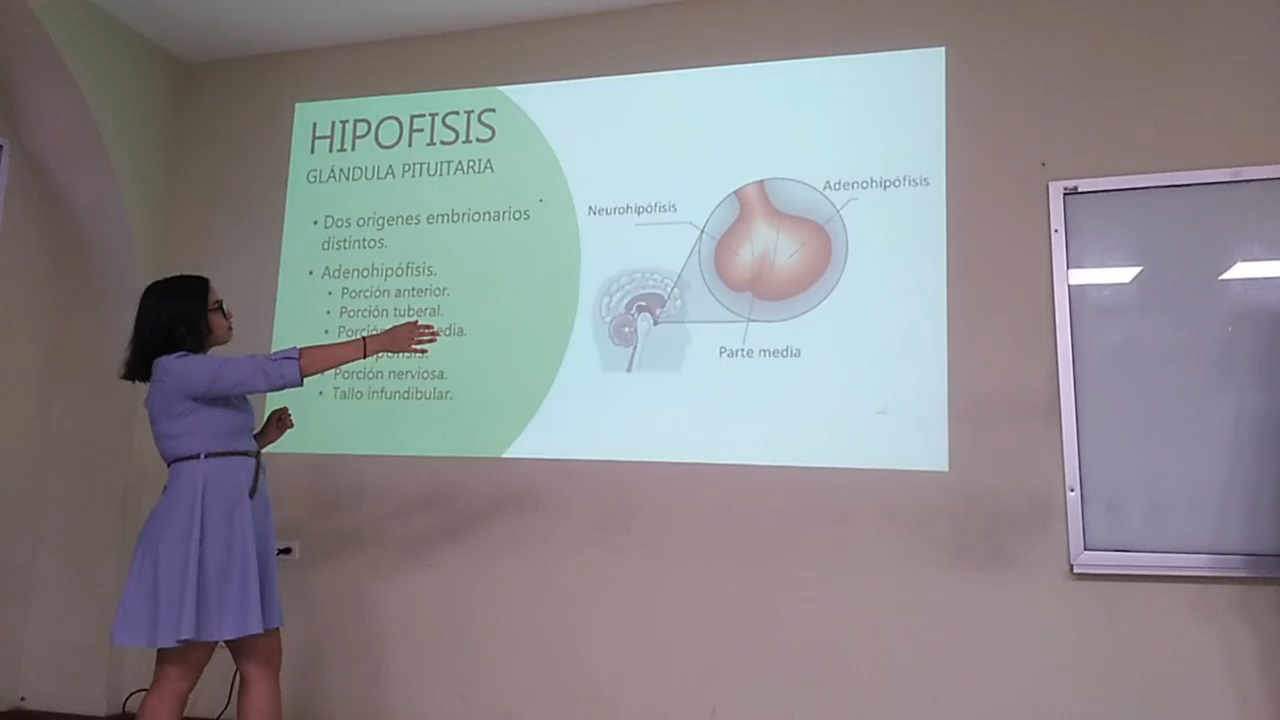 HIPOFISIS
GLÁNDULA PITUITARIA
• Dos orígenes embrionarios
distintos.
• Adenohipófisis.
• Porción anterior.
• Porción tuberal.
• Porción
• Porción nerviosa.
• Tallo infundibular.
Neurohipófisis
Adenohipófisis
Parte media